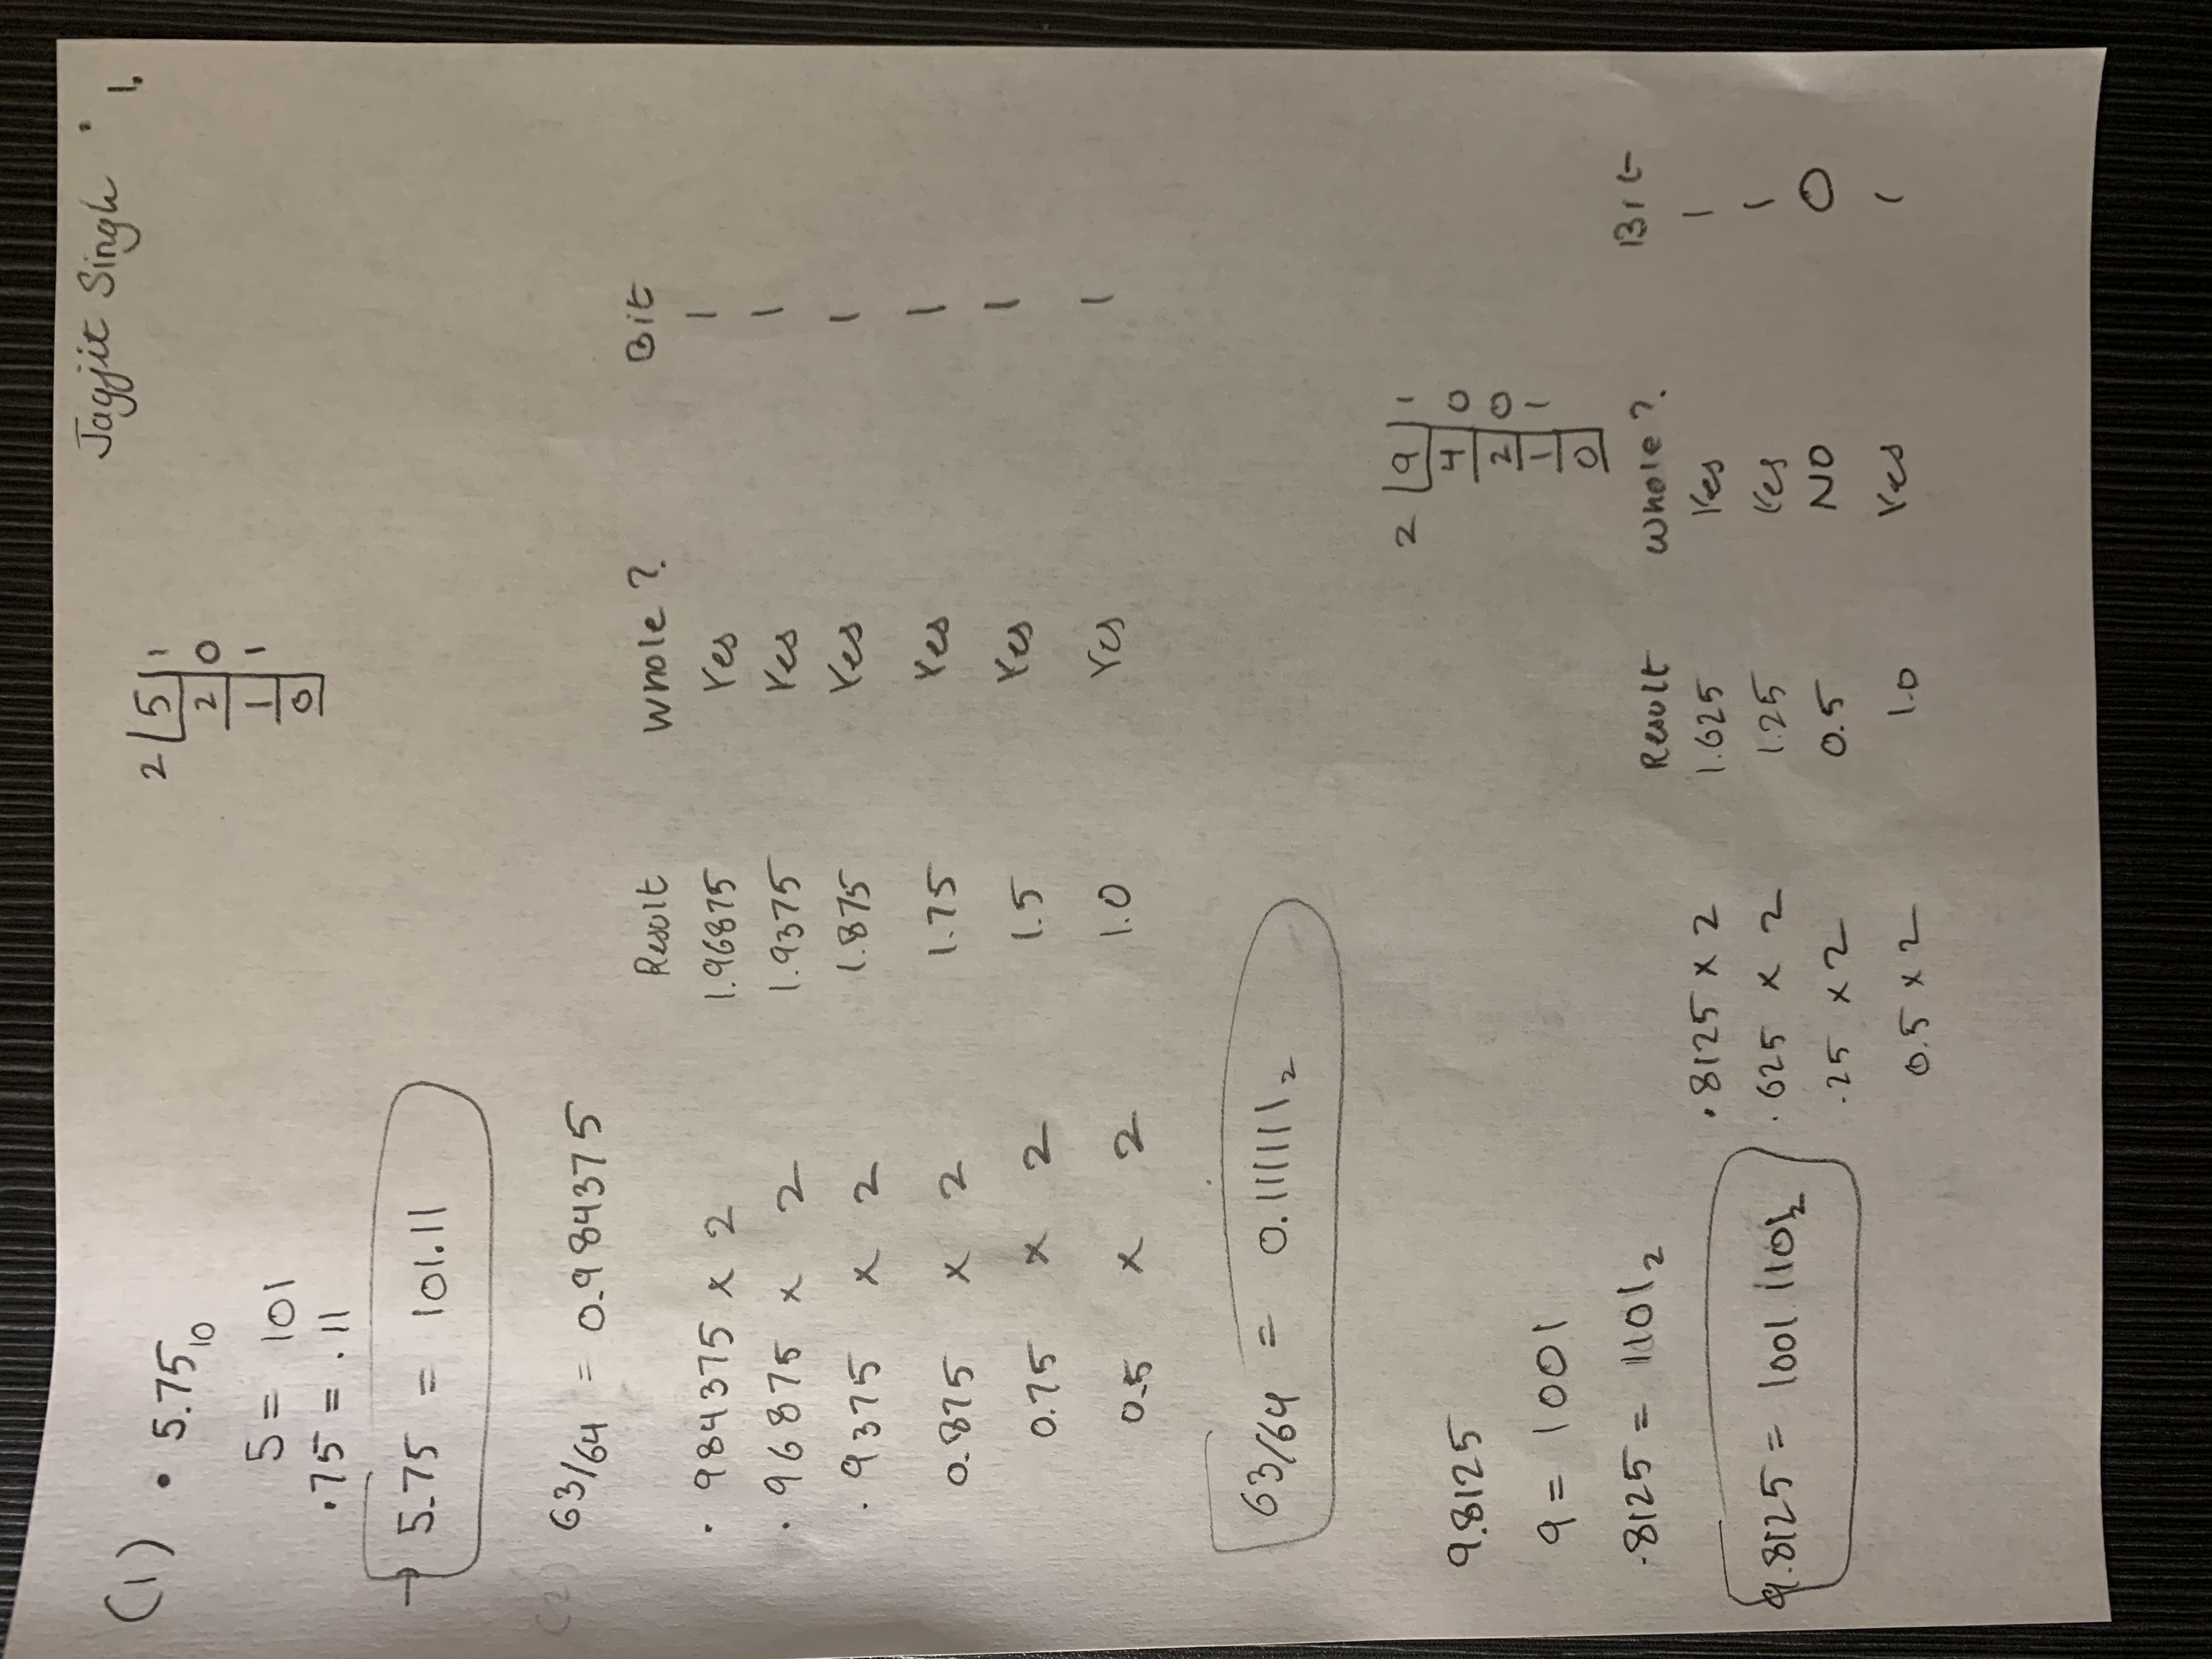 Jagjit Singh 1.
(1) • 5.75₁₀
2 5 1
2 0
1 1
0
5 = 101
.75 = .11
→ 5.75 = 101.11
(2) 63/64 = 0.984375
Result Whole? Bit
.984375 x 2 1.96875 Yes 1
.96875 x 2 1.9375 Yes 1
.9375 x 2 1.875 Yes 1
0.875 x 2 1.75 Yes 1
0.75 x 2 1.5 Yes 1
0.5 x 2 1.0 Yes 1
63/64 = 0.111111₂
2 9 1
4 0
2 0
1 1
0
9.8125
9 = 1001
.8125 = 1101₂
9.8125 = 1001.1101₂
Result Whole? Bit
.8125 x 2 1.625 Yes 1
.625 x 2 1.25 Yes 1
.25 x 2 0.5 NO 0
0.5 x 2 1.0 Yes 1